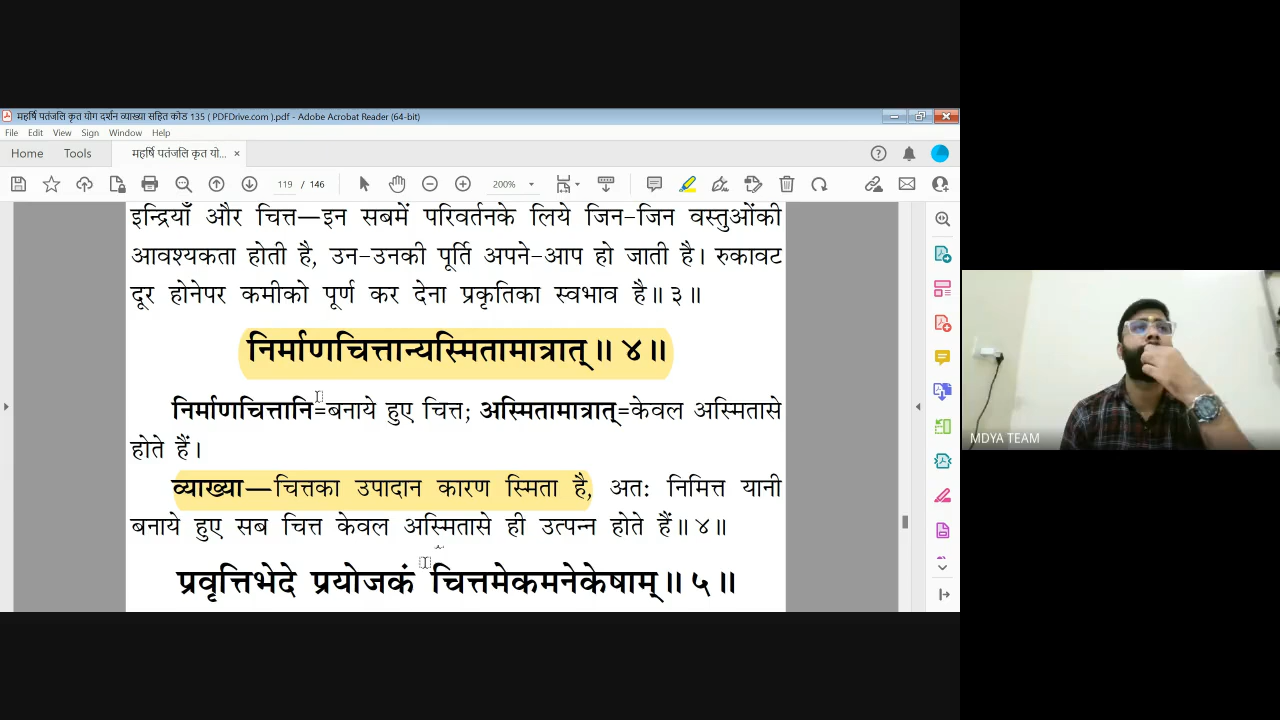 महर्षि पतंजलि कृत योग दर्शन व्याख्या सहित कोड 135 ( PDFDrive.com ).pdf - Adobe Acrobat Reader (64-bit)
File Edit View Sign Window Help
Home Tools महर्षि पतंजलि कृत यो... ×
119 / 146 200%
इन्द्रियाँ और चित्त—इन सबमें परिवर्तनके लिये जिन-जिन वस्तुओंकी
आवश्यकता होती है, उन-उनकी पूर्ति अपने-आप हो जाती है। रुकावट
दूर होनेपर कमीको पूर्ण कर देना प्रकृतिका स्वभाव है॥ ३॥
निर्माणचित्तान्यस्मितामात्रात्॥ ४॥
निर्माणचित्तानि=बनाये हुए चित्त; अस्मितामात्रात्=केवल अस्मितासे
होते हैं।
व्याख्या—चित्तका उपादान कारण स्मिता है, अतः निमित्त यानी
बनाये हुए सब चित्त केवल अस्मितासे ही उत्पन्न होते हैं॥ ४॥
प्रवृत्तिभेदे प्रयोजकं चित्तमेकमनेकेषाम्॥ ५॥
MDYA TEAM